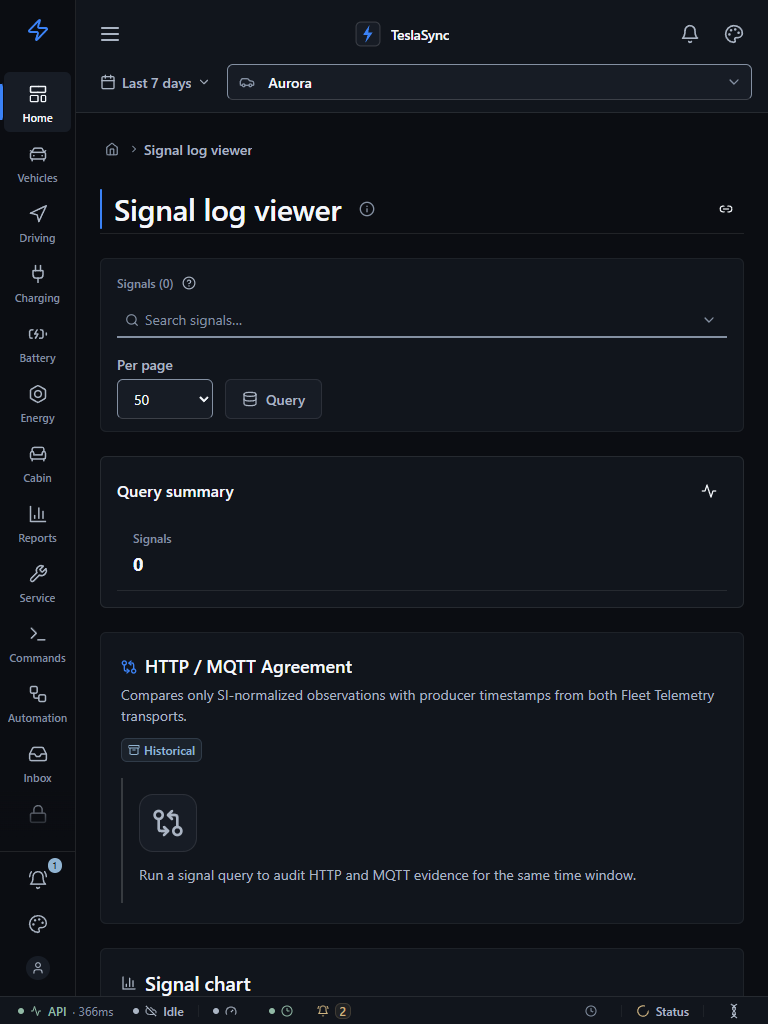 TeslaSync
Last 7 days
Aurora
Home
Vehicles
Driving
Charging
Battery
Energy
Cabin
Reports
Service
Commands
Automation
Inbox
1
Signal log viewer
Signal log viewer
Signals (0)
Search signals...
Per page
50
Query
Query summary
Signals
0
HTTP / MQTT Agreement
Compares only SI-normalized observations with producer timestamps from both Fleet Telemetry
transports.
Historical
Run a signal query to audit HTTP and MQTT evidence for the same time window.
Signal chart
API · 366ms
Idle
2
Status